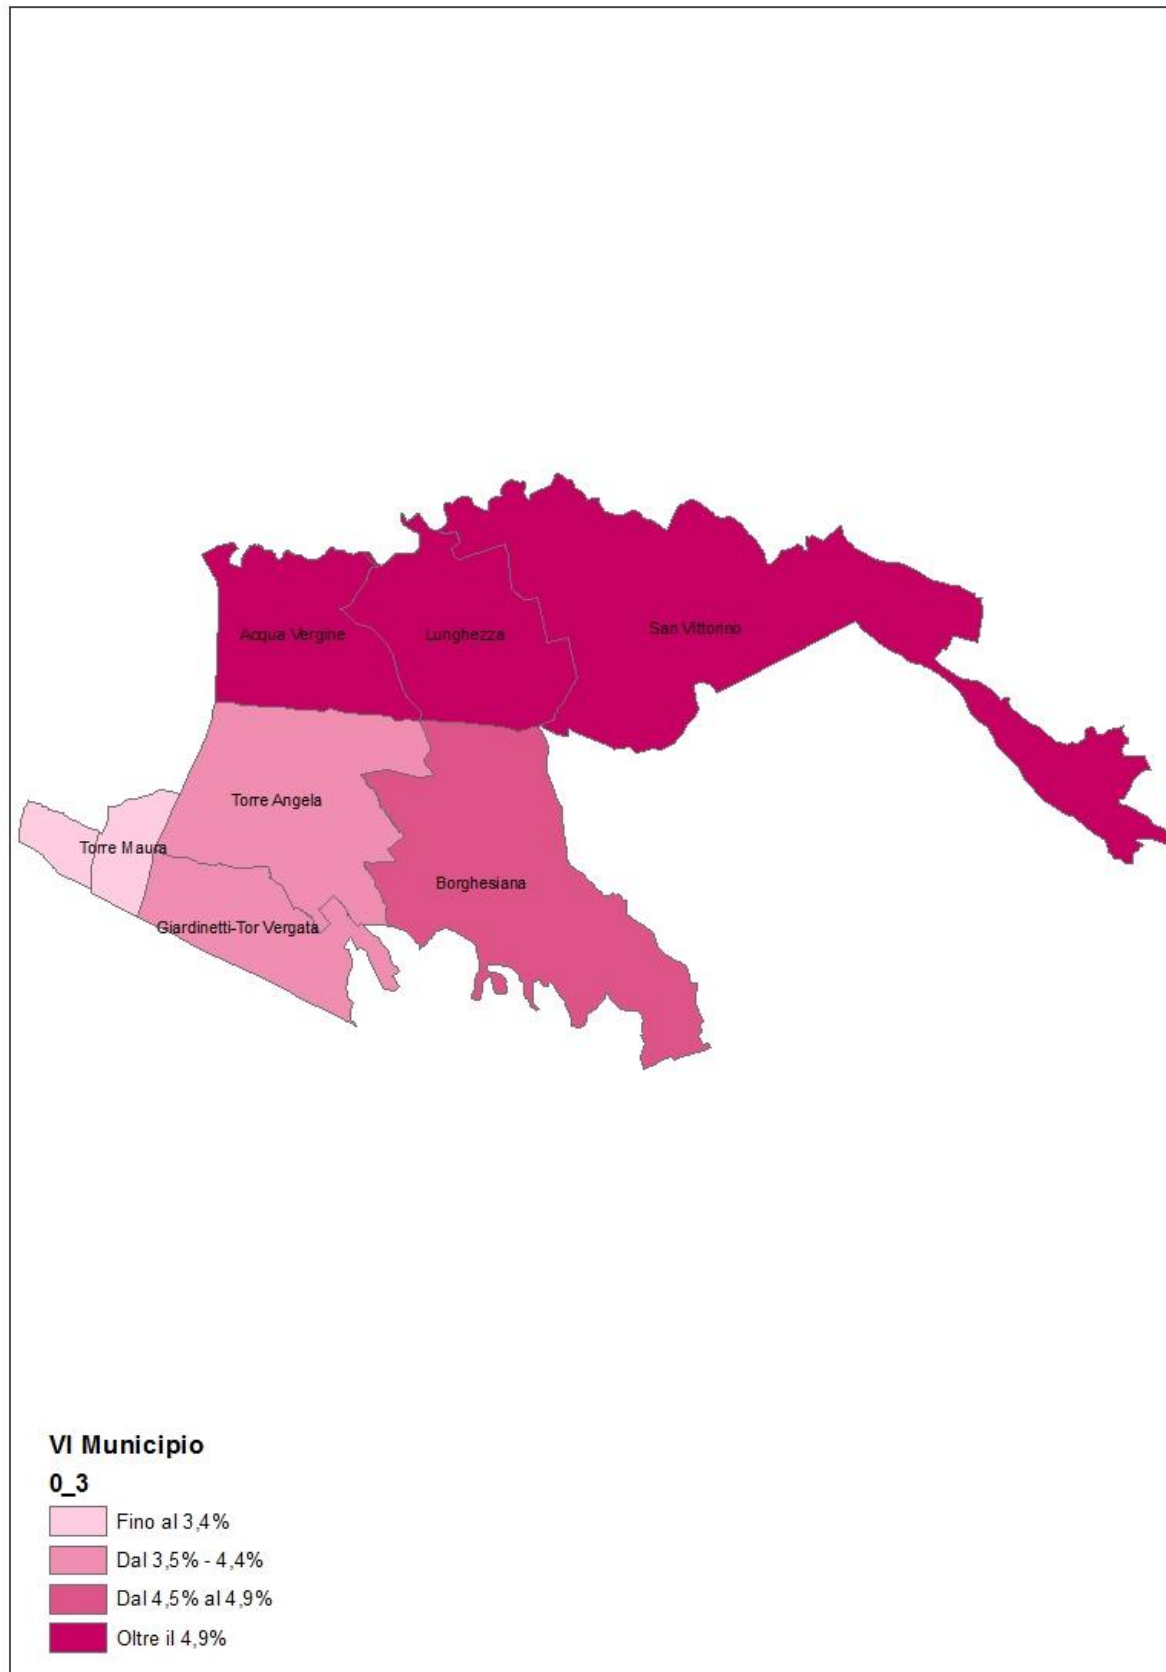 Acqua Vergine
Lunghezza
San Vittorino
Torre Angela
Torre Maura
Borghesiana
Giardinetti-Tor Vergata
VI Municipio
0_3
Fino al 3,4%
Dal 3,5% - 4,4%
Dal 4,5% al 4,9%
Oltre il 4,9%